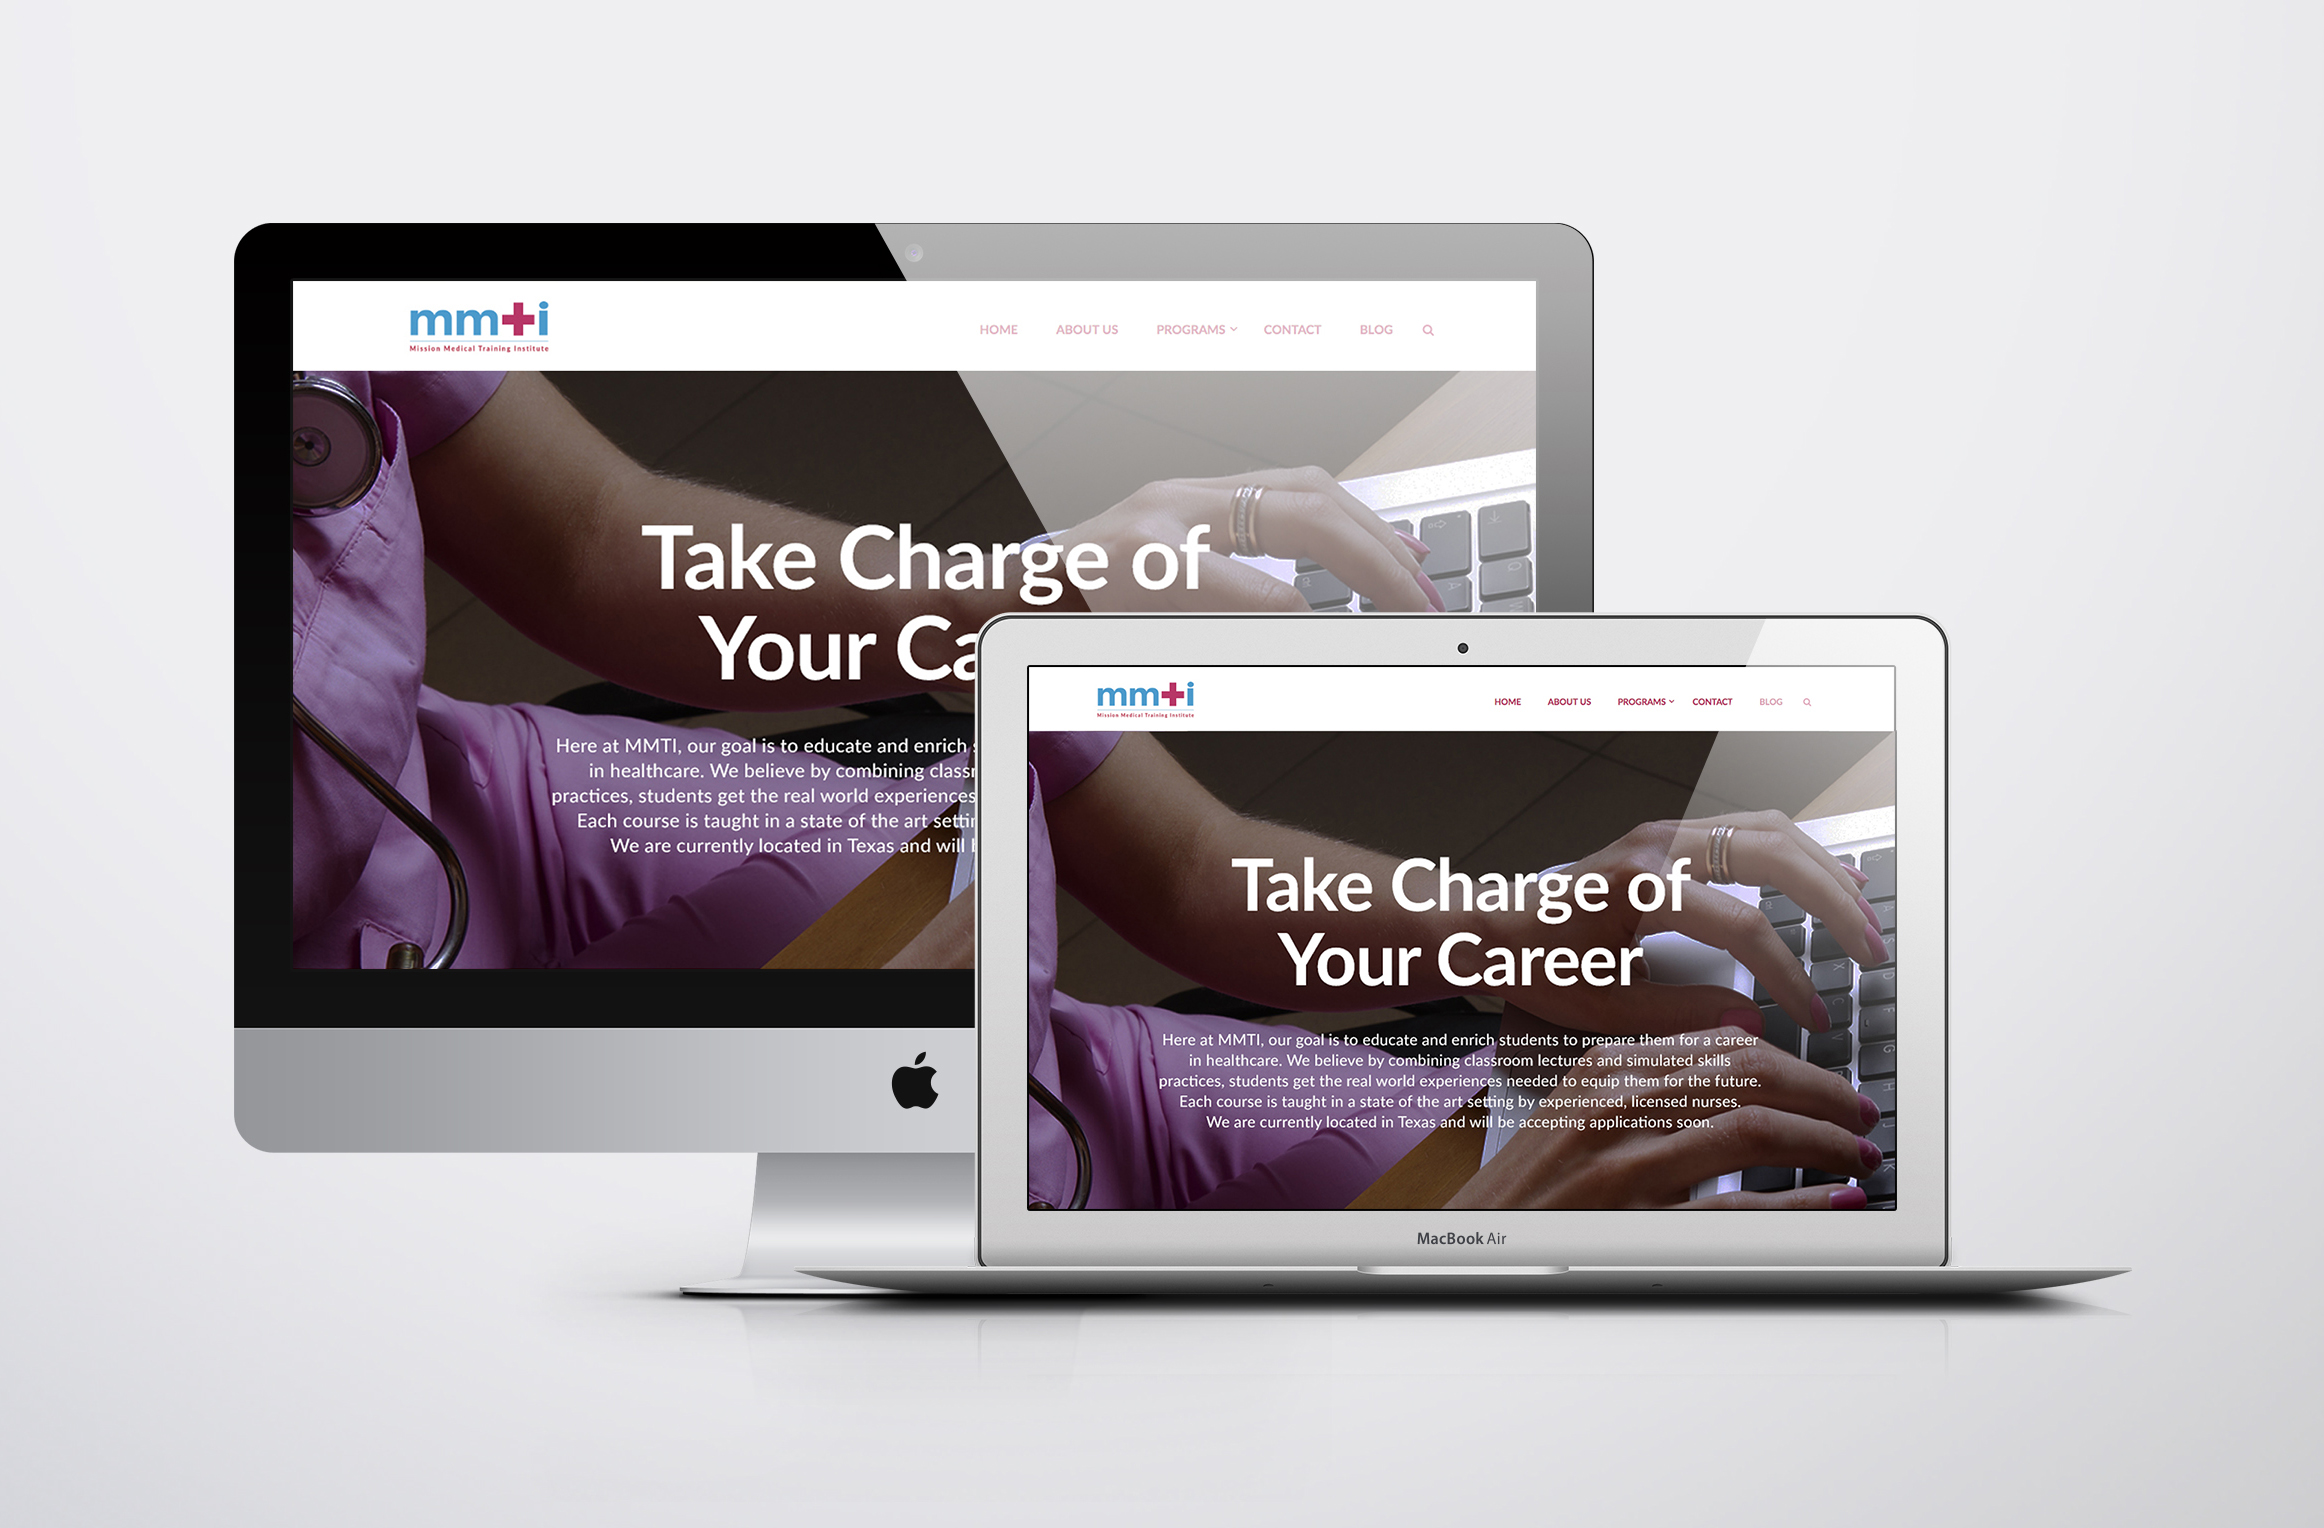 mm+i
Mission Medical Training Institute
HOME ABOUT US PROGRAMS CONTACT BLOG
Take Charge of
Your Ca
Here at MMTI, our goal is to educate and enrich
in healthcare. We believe by combining
practices, students get the real world experiences
Each course is taught in a state of the art
We are currently located in Texas and will
mm+i
Mission Medical Training Institute
HOME ABOUT US PROGRAMS CONTACT BLOG
Take Charge of
Your Career
Here at MMTI, our goal is to educate and enrich students to prepare them for a career
in healthcare. We believe by combining classroom lectures and simulated skills
practices, students get the real world experiences needed to equip them for the future.
Each course is taught in a state of the art setting by experienced, licensed nurses.
We are currently located in Texas and will be accepting applications soon.
MacBook Air